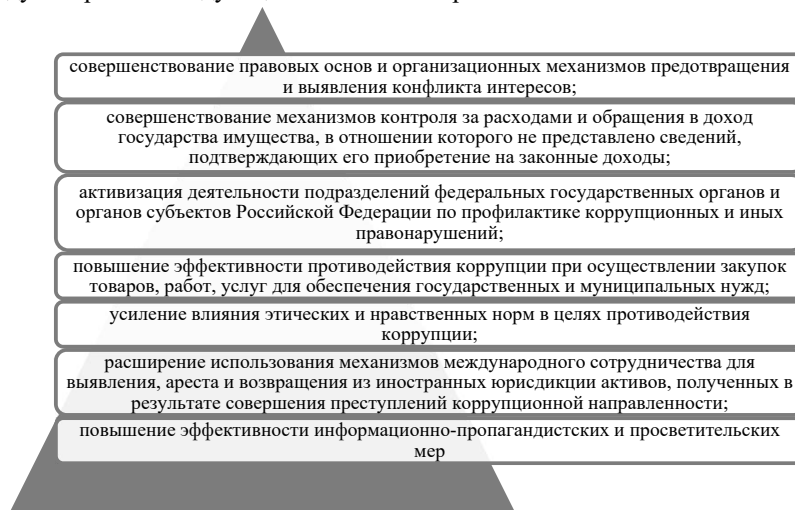 совершенствование правовых основ и организационных механизмов предотвращения
и выявления конфликта интересов;
совершенствование механизмов контроля за расходами и обращения в доход
государства имущества, в отношении которого не представлено сведений,
подтверждающих его приобретение на законные доходы;
активизация деятельности подразделений федеральных государственных органов и
органов субъектов Российской Федерации по профилактике коррупционных и иных
правонарушений;
повышение эффективности противодействия коррупции при осуществлении закупок
товаров, работ, услуг для обеспечения государственных и муниципальных нужд;
усиление влияния этических и нравственных норм в целях противодействия
коррупции;
расширение использования механизмов международного сотрудничества для
выявления, ареста и возвращения из иностранных юрисдикции активов, полученных в
результате совершения преступлений коррупционной направленности;
повышение эффективности информационно-пропагандистских и просветительских
мер